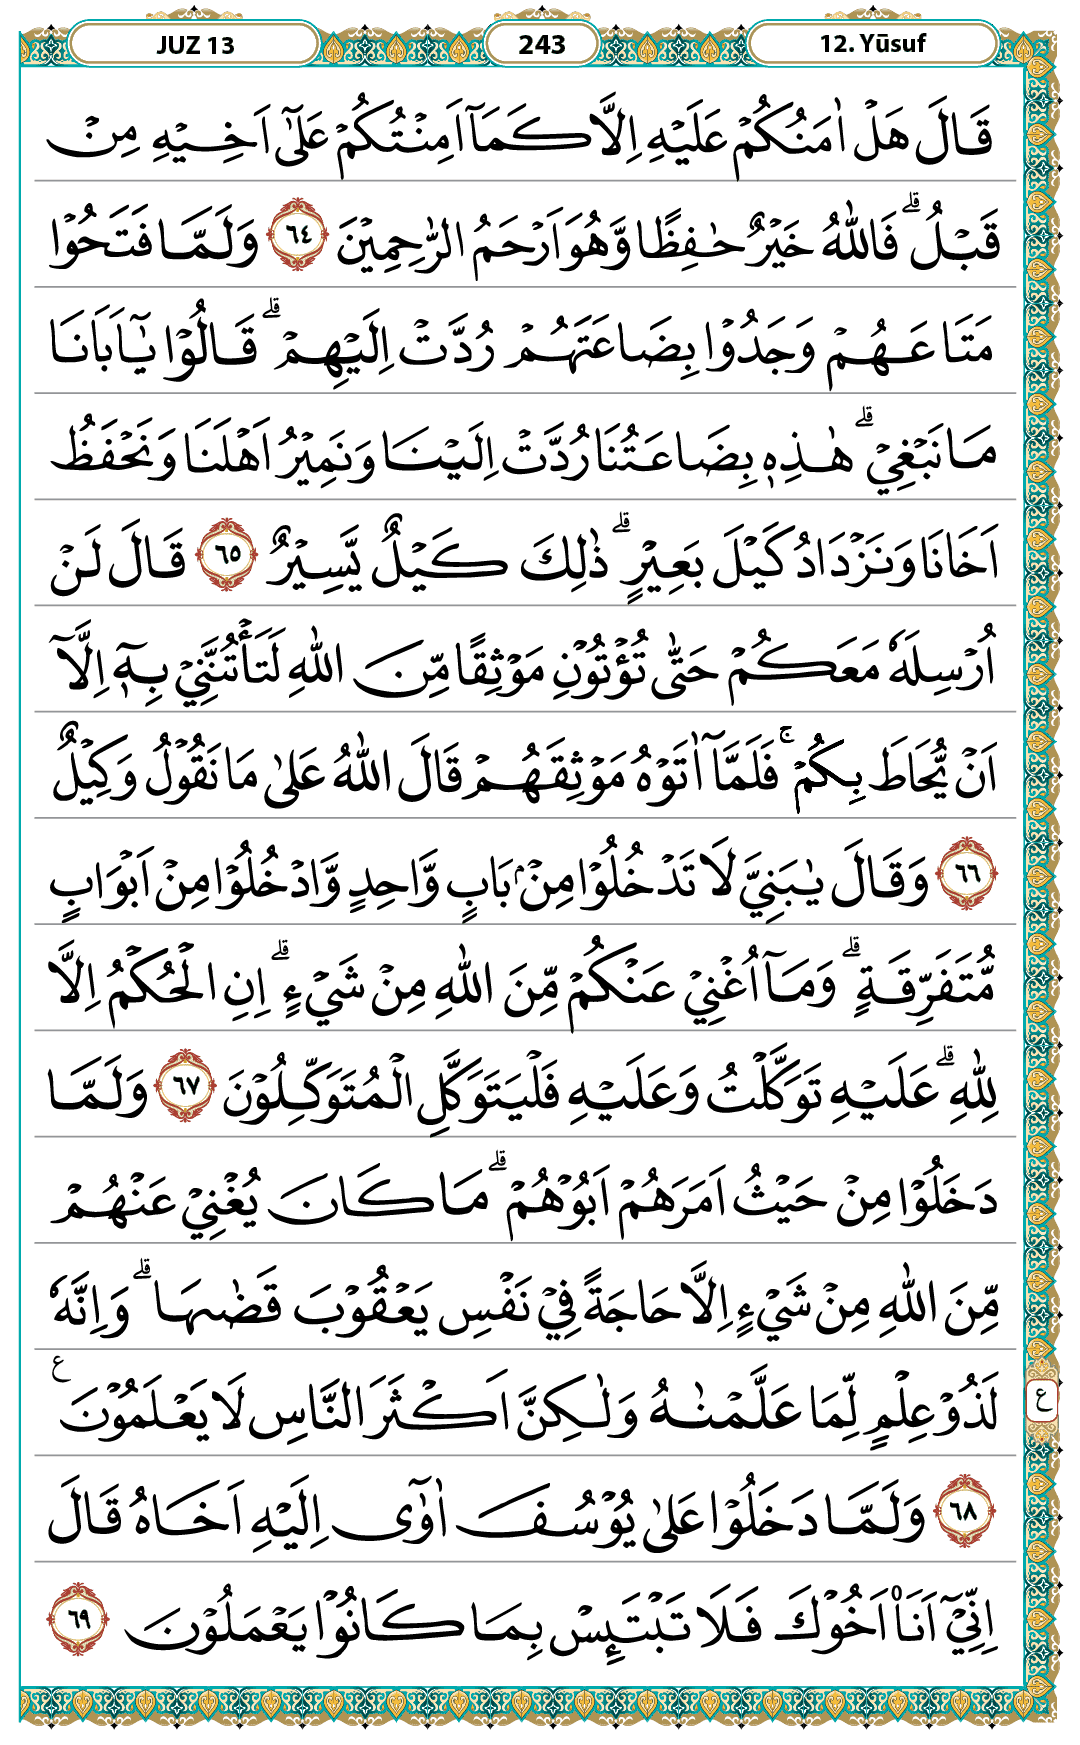 JUZ 13 243 12. Yūsuf
قَالَ هَلْ اٰمَنُكُمْ عَلَيْهِ اِلَّا كَمَآ اَمِنْتُكُمْ عَلٰٓى اَخِيْهِ مِنْ
قَبْلُۗ فَاللّٰهُ خَيْرٌ حٰفِظًا وَّهُوَ اَرْحَمُ الرّٰحِمِيْنَ ٦٤ وَلَمَّا فَتَحُوْا
مَتَاعَهُمْ وَجَدُوْا بِضَاعَتَهُمْ رُدَّتْ اِلَيْهِمْۗ قَالُوْا يٰٓاَبَانَا
مَا نَبْغِيْۗ هٰذِهٖ بِضَاعَتُنَا رُدَّتْ اِلَيْنَا وَنَمِيْرُ اَهْلَنَا وَنَحْفَظُ
اَخَانَا وَنَزْدَادُ كَيْلَ بَعِيْرٍۗ ذٰلِكَ كَيْلٌ يَّسِيْرٌ ٦٥ قَالَ لَنْ
اُرْسِلَهٗ مَعَكُمْ حَتّٰى تُؤْتُوْنِ مَوْثِقًا مِّنَ اللّٰهِ لَتَأْتُنَّنِيْ بِهٖٓ اِلَّآ
اَنْ يُّحَاطَ بِكُمْۚ فَلَمَّآ اٰتَوْهُ مَوْثِقَهُمْ قَالَ اللّٰهُ عَلٰى مَا نَقُوْلُ وَكِيْلٌ
٦٦ وَقَالَ يٰبَنِيَّ لَا تَدْخُلُوْا مِنْۢ بَابٍ وَّاحِدٍ وَّادْخُلُوْا مِنْ اَبْوَابٍ
مُّتَفَرِّقَةٍۗ وَمَآ اُغْنِيْ عَنْكُمْ مِّنَ اللّٰهِ مِنْ شَيْءٍۗ اِنِ الْحُكْمُ اِلَّا
لِلّٰهِۗ عَلَيْهِ تَوَكَّلْتُ وَعَلَيْهِ فَلْيَتَوَكَّلِ الْمُتَوَكِّلُوْنَ ٦٧ وَلَمَّا
دَخَلُوْا مِنْ حَيْثُ اَمَرَهُمْ اَبُوْهُمْۗ مَا كَانَ يُغْنِيْ عَنْهُمْ
مِّنَ اللّٰهِ مِنْ شَيْءٍ اِلَّا حَاجَةً فِيْ نَفْسِ يَعْقُوْبَ قَضٰىهَاۗ وَاِنَّهٗ
لَذُوْ عِلْمٍ لِّمَا عَلَّمْنٰهُ وَلٰكِنَّ اَكْثَرَ النَّاسِ لَا يَعْلَمُوْنَ ع ع
٦٨ وَلَمَّا دَخَلُوْا عَلٰى يُوْسُفَ اٰوٰٓى اِلَيْهِ اَخَاهُ قَالَ
اِنِّيْٓ اَنَا۠ اَخُوْكَ فَلَا تَبْتَىِٕسْ بِمَا كَانُوْا يَعْمَلُوْنَ ٦٩